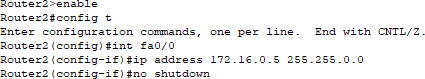 Router2>enable
Router2#config t
Enter configuration commands, one per line.  End with CNTL/Z.
Router2(config)#int fa0/0
Router2(config-if)#ip address 172.16.0.5 255.255.0.0
Router2(config-if)#no shutdown